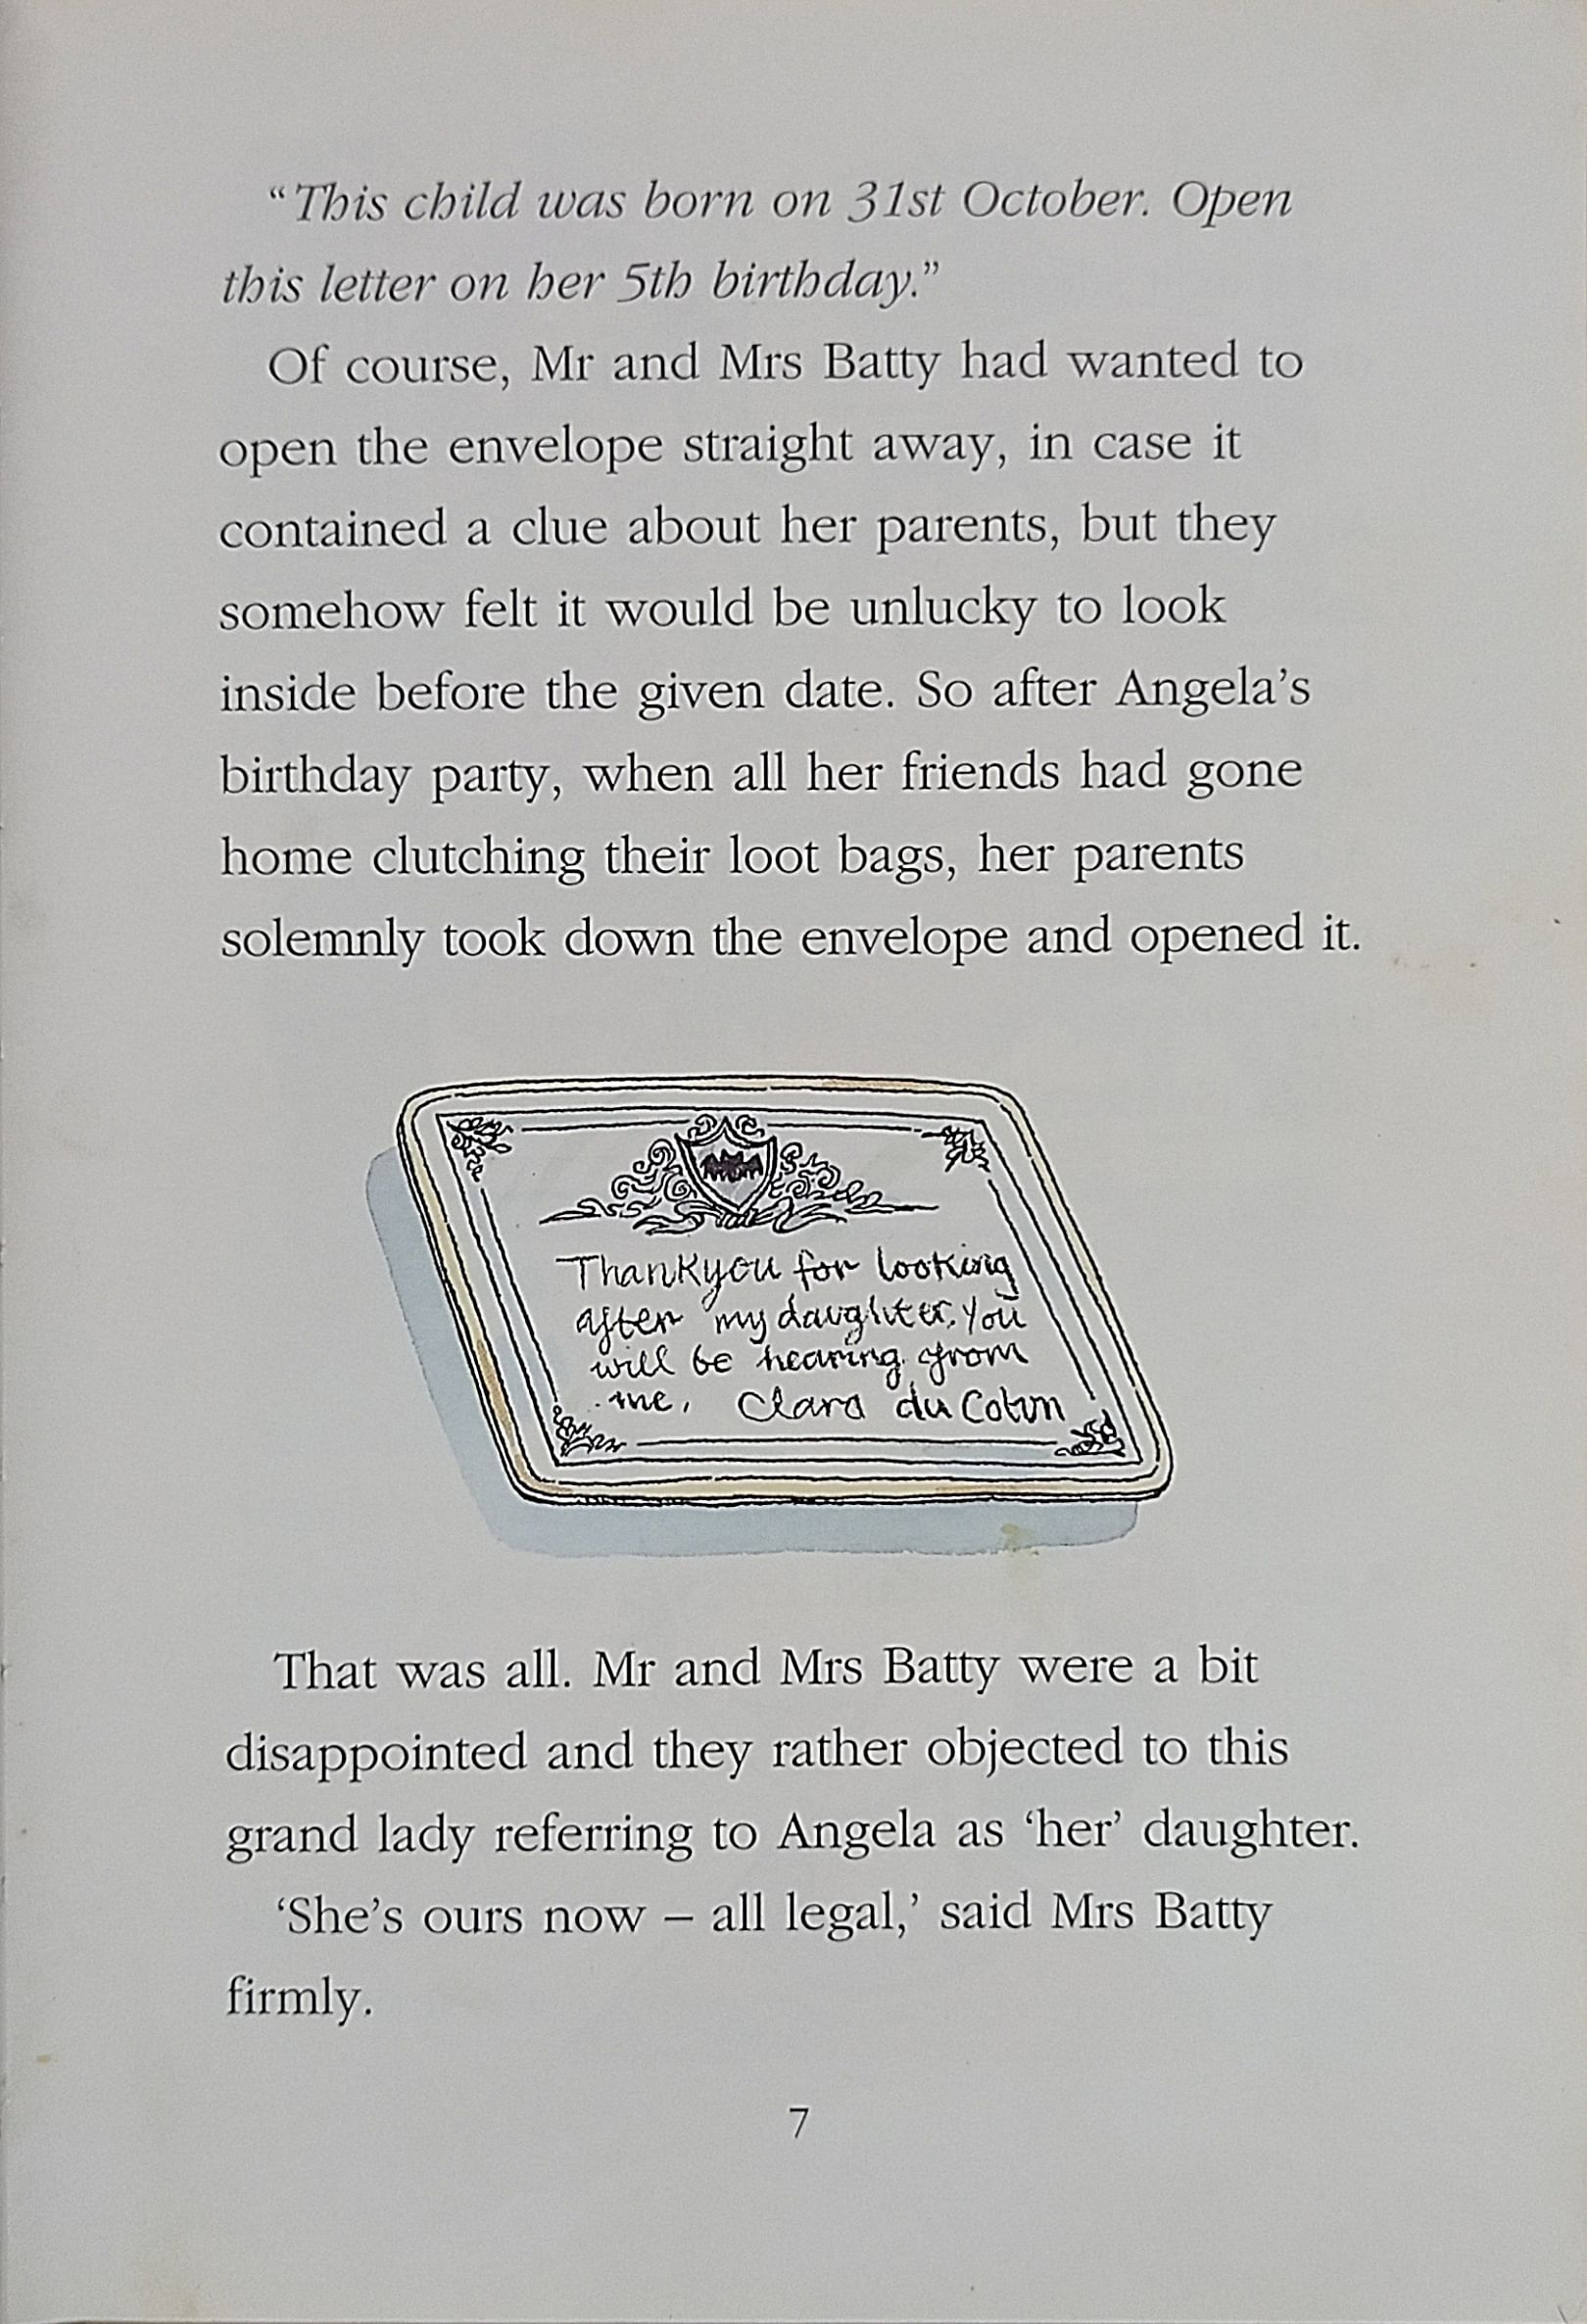 “This child was born on 31st October. Open
this letter on her 5th birthday.”
Of course, Mr and Mrs Batty had wanted to
open the envelope straight away, in case it
contained a clue about her parents, but they
somehow felt it would be unlucky to look
inside before the given date. So after Angela’s
birthday party, when all her friends had gone
home clutching their loot bags, her parents
solemnly took down the envelope and opened it.
Thankyou for looking
after my daughter. You
will be hearing from
me, Clara du Cobin
That was all. Mr and Mrs Batty were a bit
disappointed and they rather objected to this
grand lady referring to Angela as ‘her’ daughter.
‘She’s ours now – all legal,’ said Mrs Batty
firmly.
7